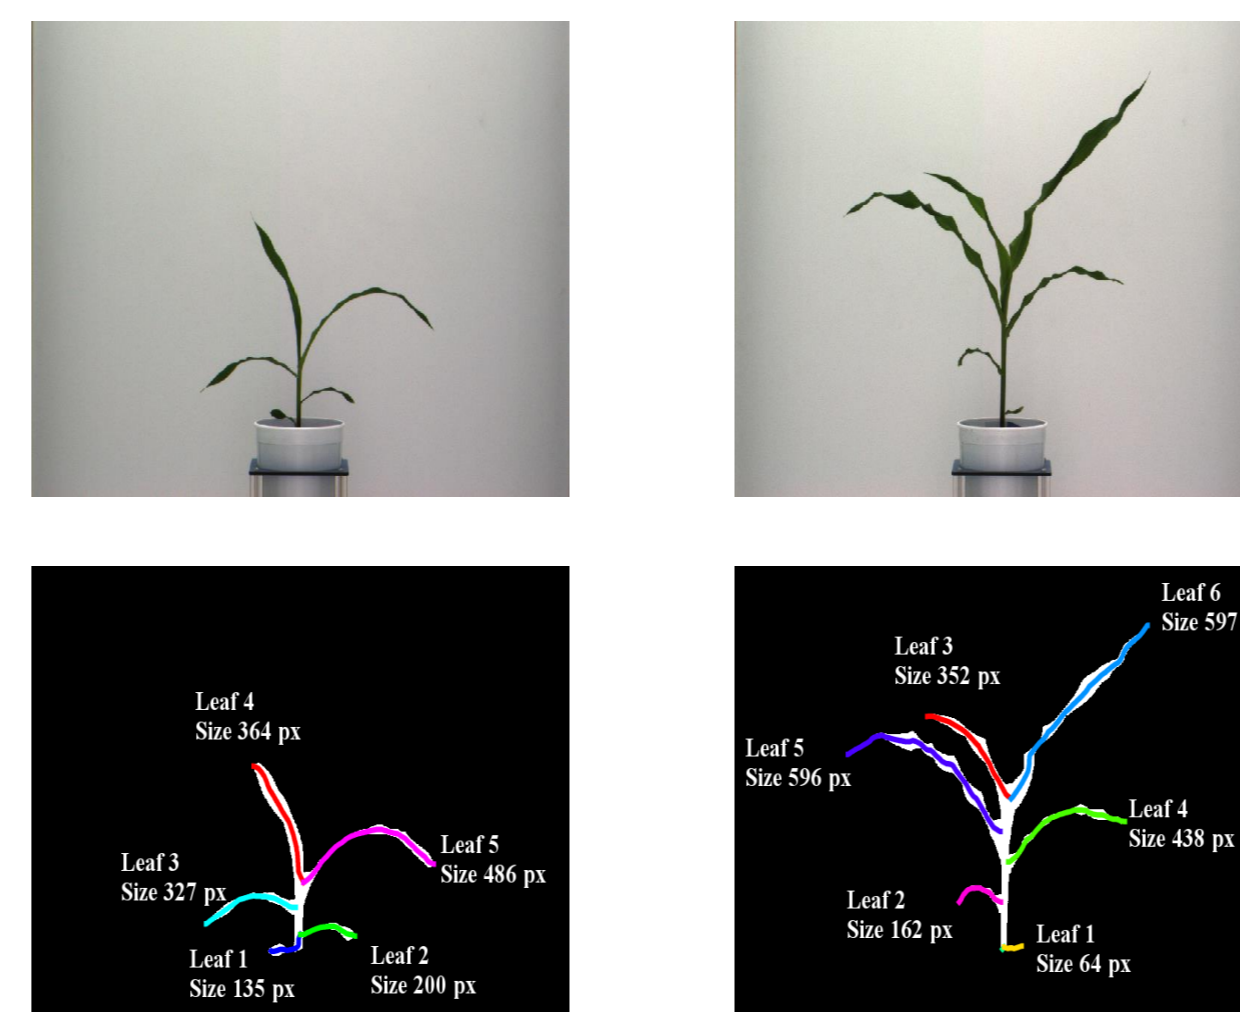 Leaf 4
Size 364 px
Leaf 3
Size 327 px
Leaf 5
Size 486 px
Leaf 1
Size 135 px
Leaf 2
Size 200 px
Leaf 6
Size 597
Leaf 3
Size 352 px
Leaf 5
Size 596 px
Leaf 4
Size 438 px
Leaf 2
Size 162 px
Leaf 1
Size 64 px